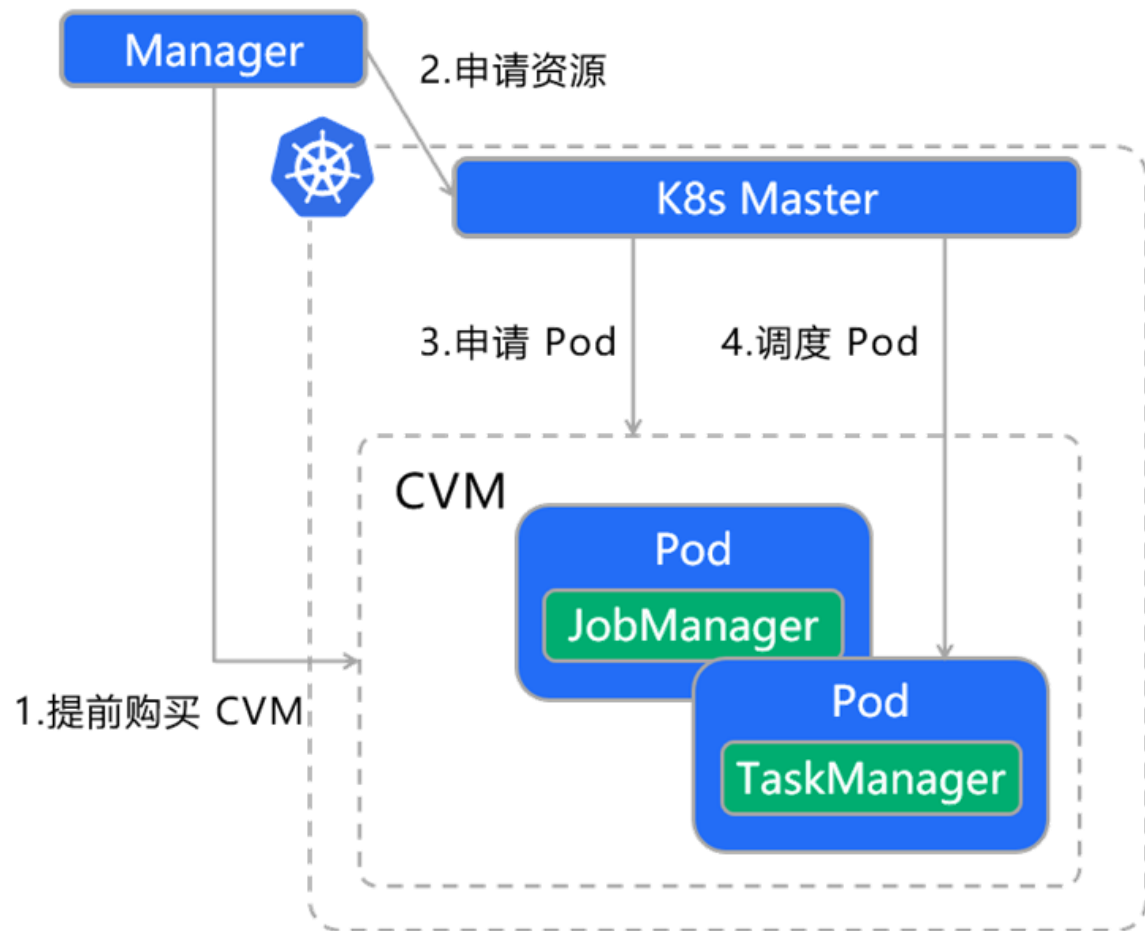 Manager
2.申请资源
K8s Master
3.申请 Pod
4.调度 Pod
CVM
Pod
JobManager
Pod
1.提前购买 CVM
TaskManager